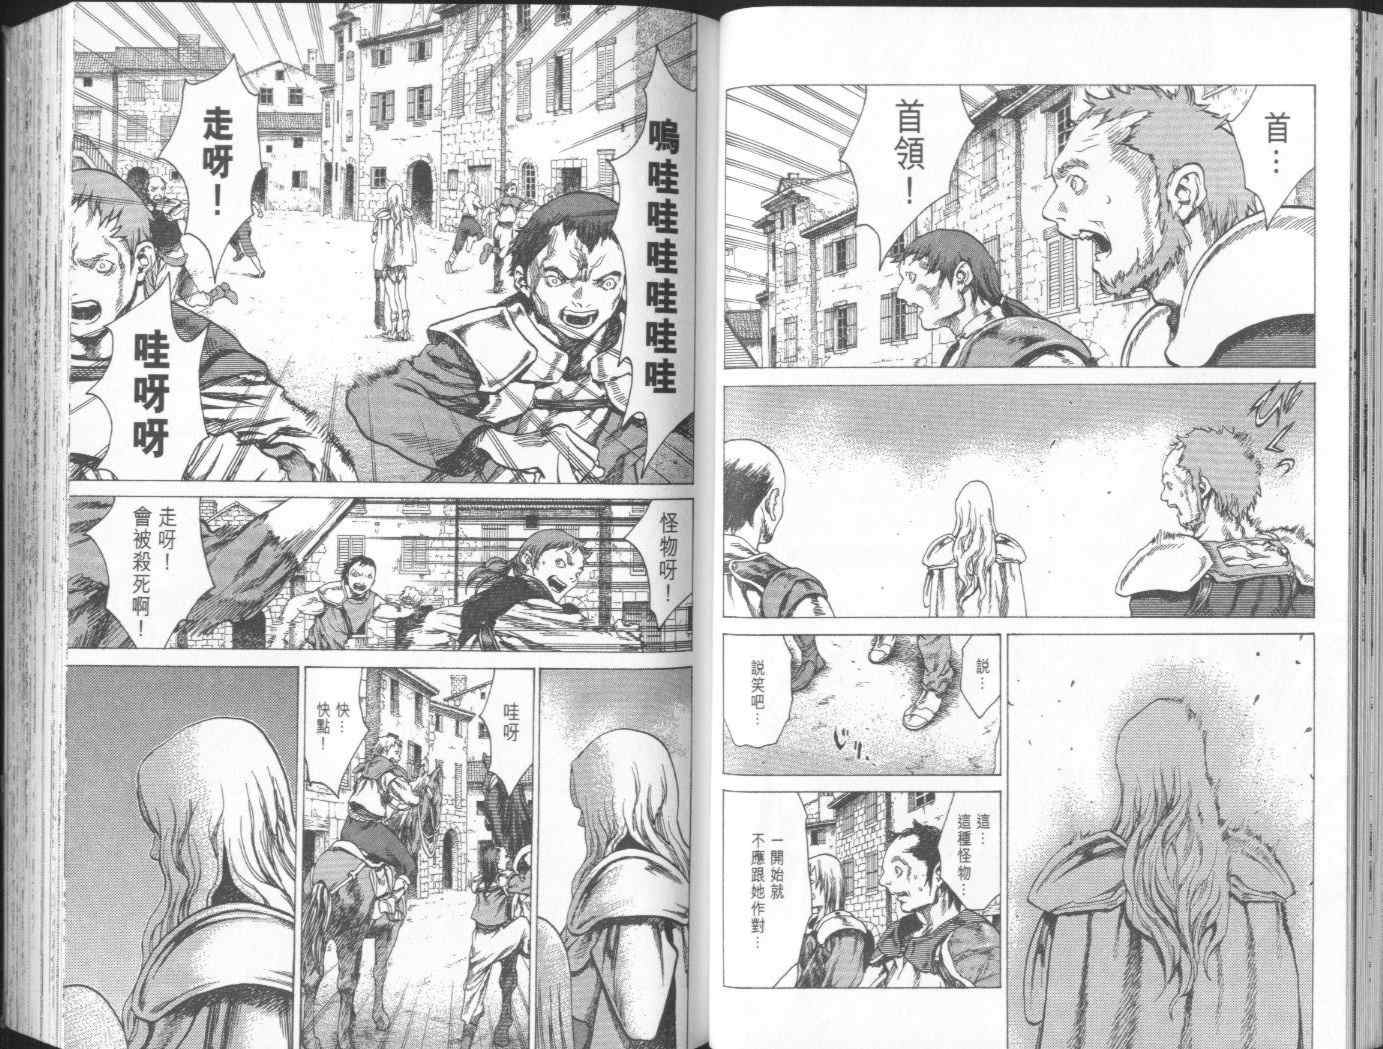 首…
首領！
說…
說笑吧…
じり
這…
這種怪物…
一開始就
不應跟她作對…
嗚哇哇哇哇哇哇
走呀！
哇呀呀
怪物呀！
走呀！
會被殺死啊！
哇呀
快…
快點！